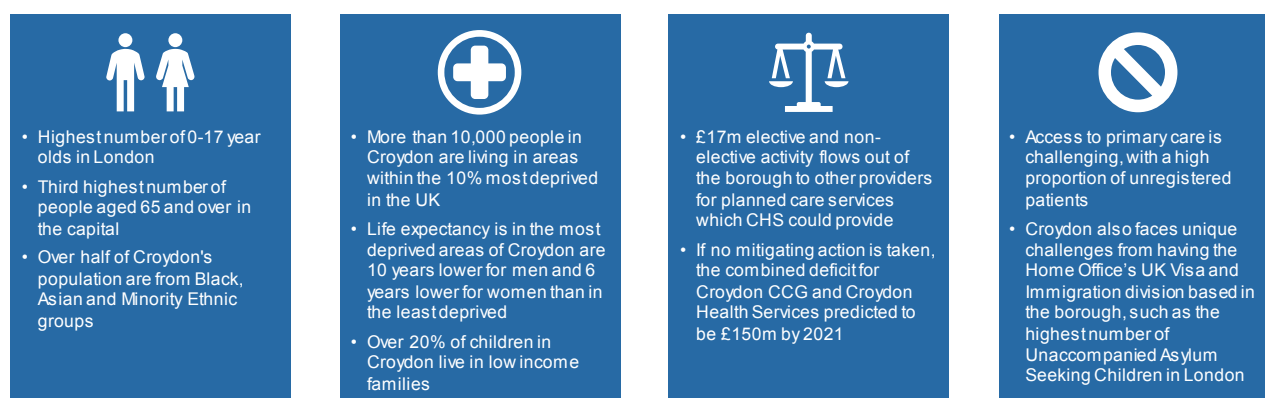 • Highest number of 0-17 year
olds in London
• Third highest number of
people aged 65 and over in
the capital
• Over half of Croydon's
population are from Black,
Asian and Minority Ethnic
groups
• More than 10,000 people in
Croydon are living in areas
within the 10% most deprived
in the UK
• Life expectancy is in the most
deprived areas of Croydon are
10 years lower for men and 6
years lower for women than in
the least deprived
• Over 20% of children in
Croydon live in low income
families
• £17m elective and non-
elective activity flows out of
the borough to other providers
for planned care services
which CHS could provide
• If no mitigating action is taken,
the combined deficit for
Croydon CCG and Croydon
Health Services predicted to
be £150m by 2021
• Access to primary care is
challenging, with a high
proportion of unregistered
patients
• Croydon also faces unique
challenges from having the
Home Office's UK Visa and
Immigration division based in
the borough, such as the
highest number of
Unaccompanied Asylum
Seeking Children in London